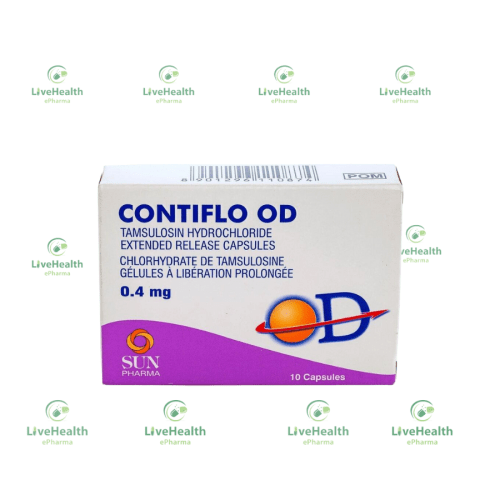 LiveHealth
ePharma
LiveHealth
ePharma
LiveHealth
ePharma
LiveHealth
ePharma
8901296110874
POM
CONTIFLO OD
TAMSULOSIN HYDROCHLORIDE
EXTENDED RELEASE CAPSULES
CHLORHYDRATE DE TAMSULOSINE
GÉLULES À LIBÉRATION PROLONGÉE
0.4 mg
OD
SUN
PHARMA
10 Capsules
LiveHealth
ePharma
LiveHealth
ePharma
LiveHealth
ePharma
LiveHealth
ePharma
LiveHealth
ePharma
LiveHealth
ePharma